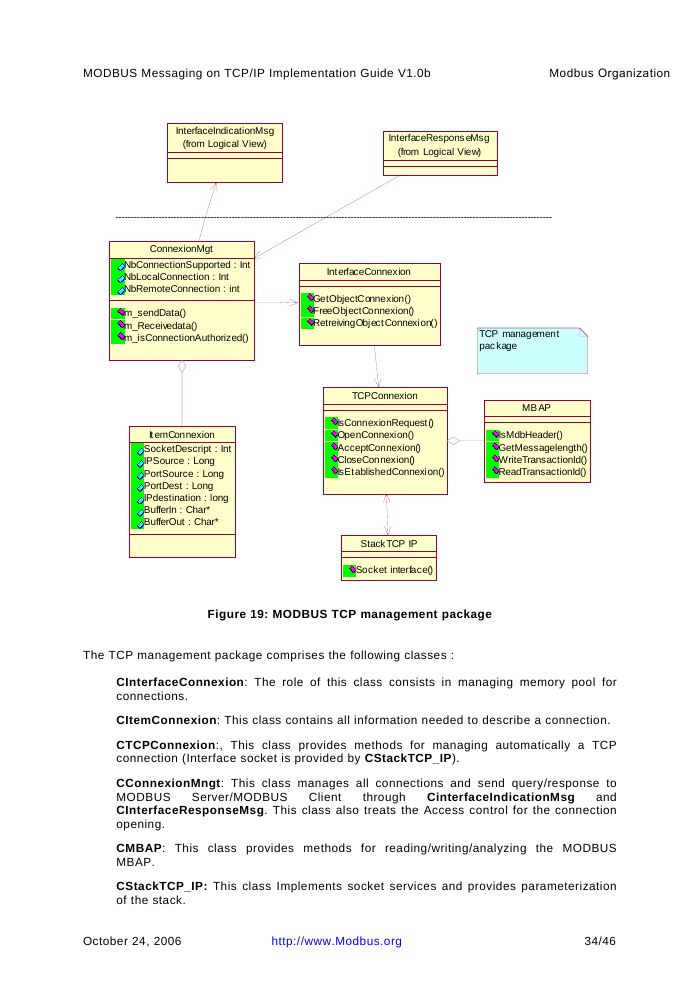 MODBUS Messaging on TCP/IP Implementation Guide V1.0b Modbus Organization
InterfaceIndicationMsg
(from Logical View)
InterfaceResponseMsg
(from Logical View)
ConnexionMgt
NbConnectionSupported : Int
NbLocalConnection : Int
NbRemoteConnection : int
m_sendData()
m_Receivedata()
m_isConnectionAuthorized()
InterfaceConnexion
GetObjectConnexion()
FreeObjectConnexion()
RetreivingObjectConnexion()
TCP management
package
TCPConnexion
IsConnexionRequest()
OpenConnexion()
AcceptConnexion()
CloseConnexion()
IsEtablishedConnexion()
MBAP
IsMdbHeader()
GetMessagelength()
WriteTransactionId()
ReadTransactionId()
ItemConnexion
SocketDescript : Int
IPSource : Long
PortSource : Long
PortDest : Long
IPdestination : long
BufferIn : Char*
BufferOut : Char*
StackTCP IP
Socket interface()
Figure 19: MODBUS TCP management package
The TCP management package comprises the following classes :
CInterfaceConnexion: The role of this class consists in managing memory pool for
connections.
CItemConnexion: This class contains all information needed to describe a connection.
CTCPConnexion:, This class provides methods for managing automatically a TCP
connection (Interface socket is provided by CStackTCP_IP).
CConnexionMngt: This class manages all connections and send query/response to
MODBUS Server/MODBUS Client through CinterfaceIndicationMsg and
CInterfaceResponseMsg. This class also treats the Access control for the connection
opening.
CMBAP: This class provides methods for reading/writing/analyzing the MODBUS
MBAP.
CStackTCP_IP: This class Implements socket services and provides parameterization
of the stack.
October 24, 2006 http://www.Modbus.org 34/46